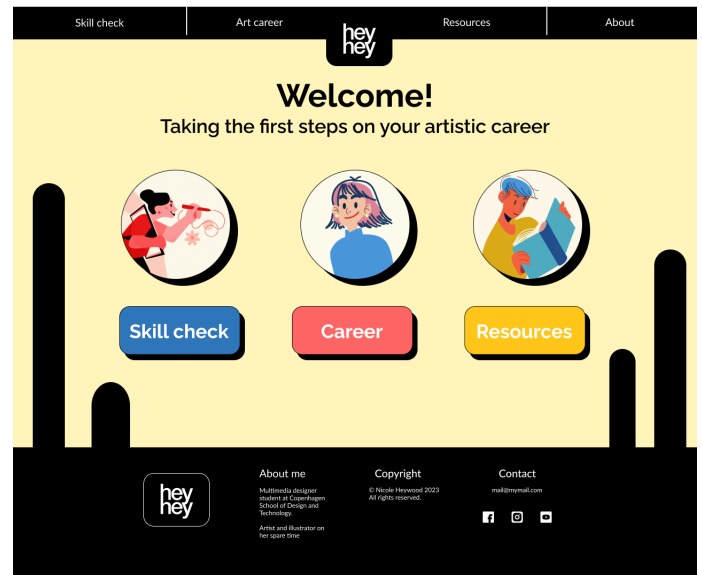 Skill check
Art career
hey
hey
Resources
About
Welcome!
Taking the first steps on your artistic career
Skill check
Career
Resources
hey
hey
About me
Multimedia designer
student at Copenhagen
School of Design and
Technology.
Artist and illustrator on
her spare time
Copyright
© Nicole Heywood 2023
All rights reserved.
Contact
mail@mymail.com